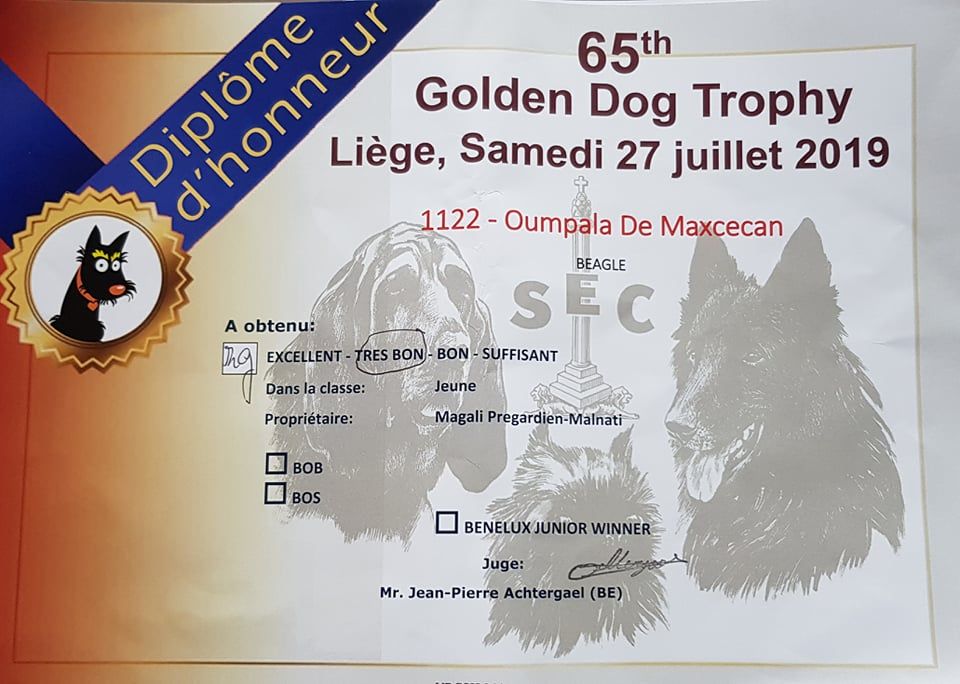 Diplôme
d'honneur
65th
Golden Dog Trophy
Liège, Samedi 27 juillet 2019
1122 - Oumpala De Maxcecan
BEAGLE
SEC
A obtenu:
EXCELLENT - TRES BON - BON - SUFFISANT
Dans la classe: Jeune
Propriétaire: Magali Pregardien-Malnati
BOB
BOS
BENELUX JUNIOR WINNER
Juge:
Mr. Jean-Pierre Achtergael (BE)